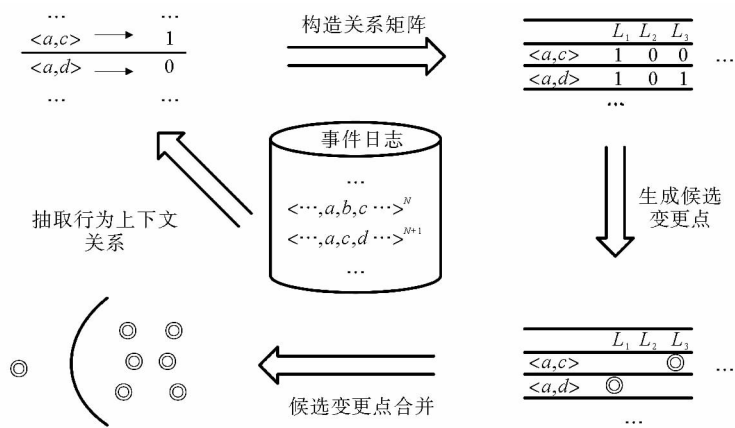 … …
<a,c> 1
<a,d> 0
… …
构造关系矩阵
L₁ L₂ L₃
<a,c> 1 0 0
<a,d> 1 0 1
…
…
事件日志
…
<⋯,a,b,c ⋯>ᴺ
<⋯,a,c,d ⋯>ᴺ⁺¹
…
抽取行为上下文
关系
生成候选
变更点
L₁ L₂ L₃
<a,c>
<a,d>
…
…
候选变更点合并